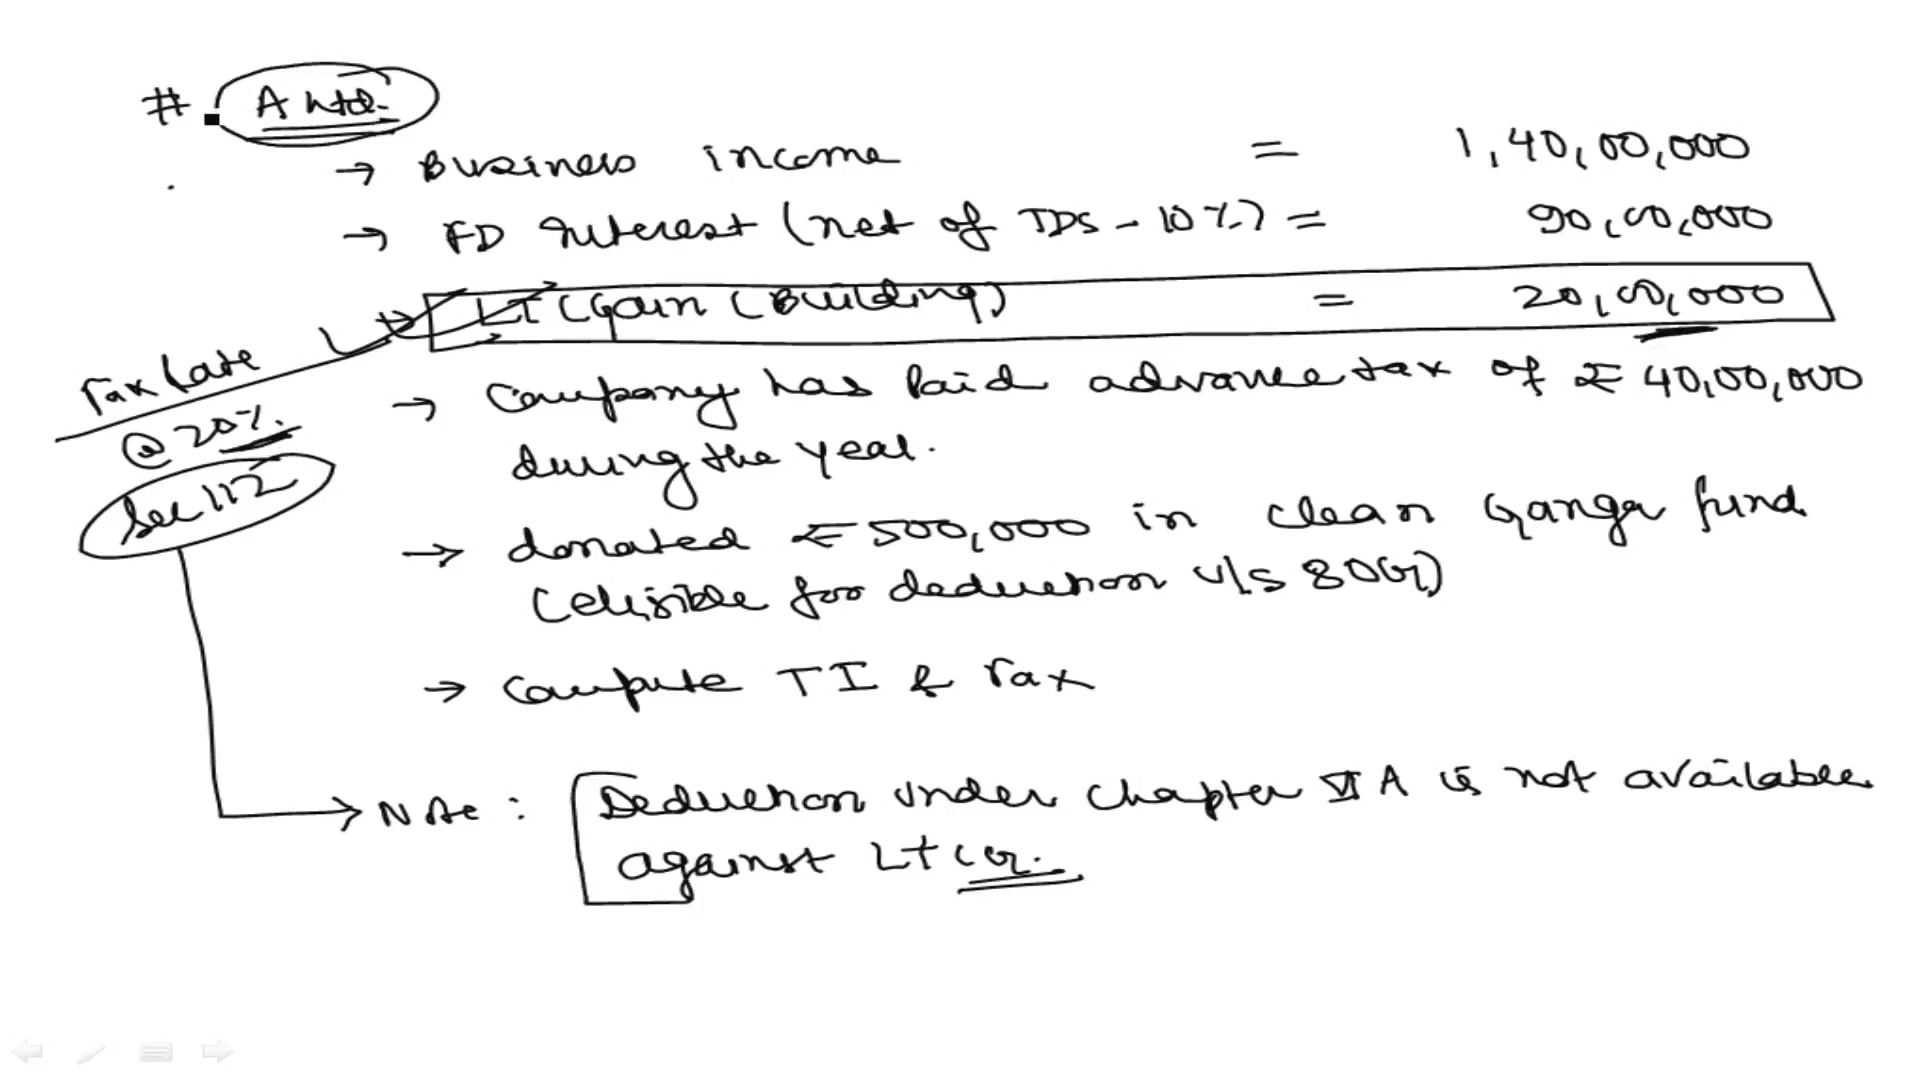 # A Ltd.
→ Business income = 1,40,00,000
→ FD Interest (net of TDS - 10%) = 90,00,000
→ LTCGain (Building) = 20,00,000
Tax Rate
@ 20%.
Sec 112
→ Company has paid advance tax of ₹ 40,00,000
during the year.
→ donated ₹ 500,000 in clean Ganga fund
(eligible for deduction u/s 80G)
→ Compute TI & Tax
→ Note : Deduction under chapter VI A is not available
against LTCG.